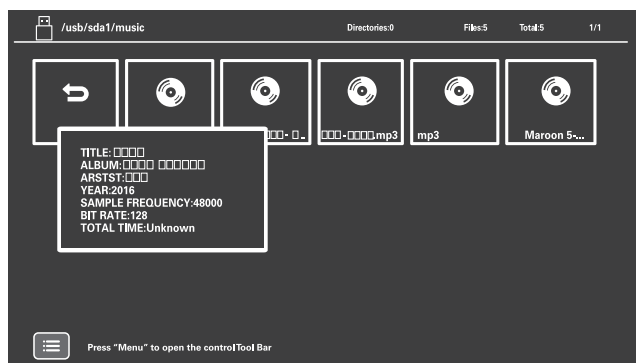 /usb/sda1/music Directories:0 Files:5 Total:5 1/1
□□□- □.. □□□-□□□□.mp3 mp3 Maroon 5-...
TITLE: □□□□
ALBUM:□□□□ □□□□□□
ARSTST:□□□
YEAR:2016
SAMPLE FREQUENCY:48000
BIT RATE:128
TOTAL TIME:Unknown
Press “Menu” to open the control Tool Bar